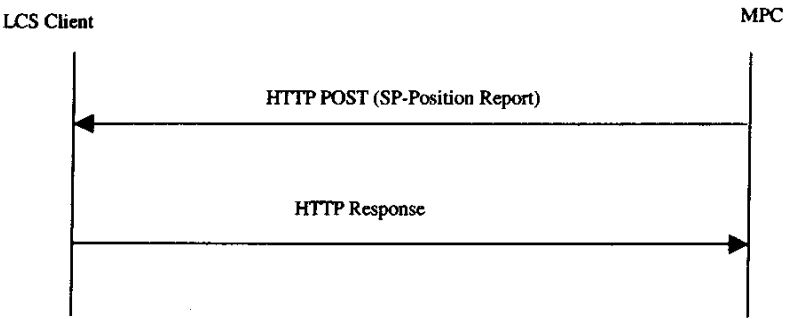 LCS Client
MPC
HTTP POST (SP-Position Report)
HTTP Response